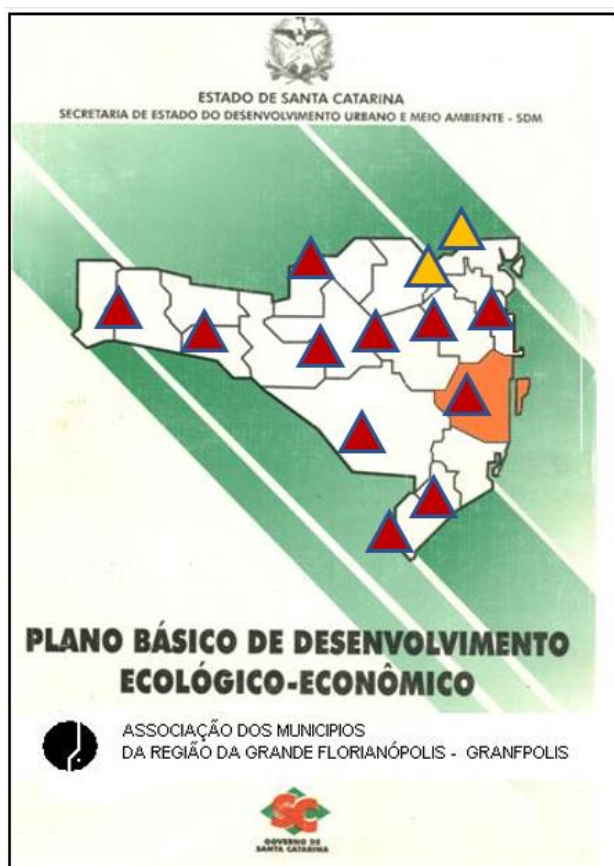 ESTADO DE SANTA CATARINA
SECRETARIA DE ESTADO DO DESENVOLVIMENTO URBANO E MEIO AMBIENTE - SDM
PLANO BÁSICO DE DESENVOLVIMENTO
ECOLÓGICO-ECONÔMICO
ASSOCIAÇÃO DOS MUNICIPIOS
DA REGIÃO DA GRANDE FLORIANÓPOLIS - GRANFPOLIS
SC
GOVERNO DE
SANTA CATARINA